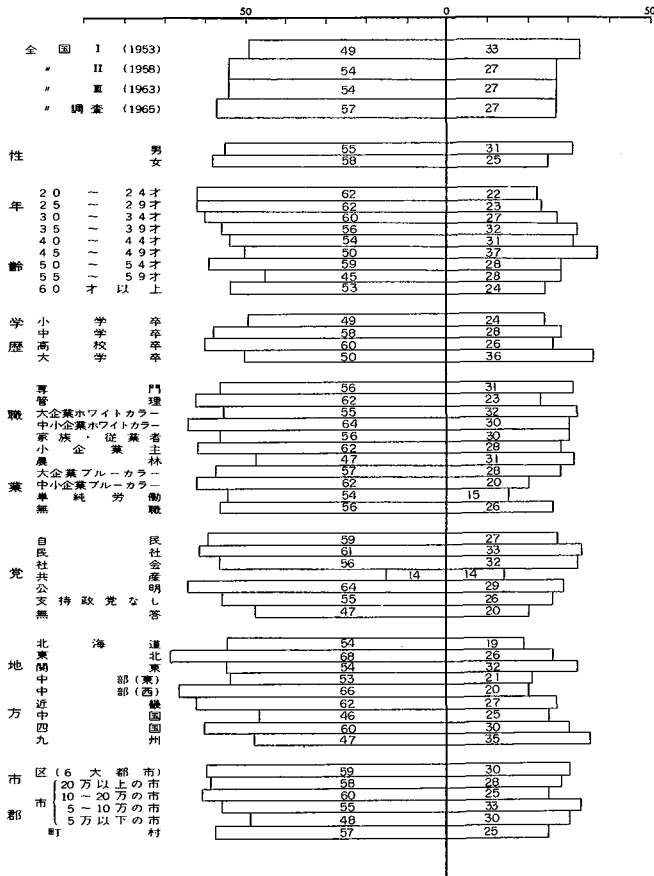 50 0 50
全国 I (1953) 49 33
〃 II (1958) 54 27
〃 III (1963) 54 27
〃 調査 (1965) 57 27
性
男 55 31
女 58 25
年齢
20 ～ 24才 62 22
25 ～ 29才 62 23
30 ～ 34才 60 27
35 ～ 39才 56 32
40 ～ 44才 54 31
45 ～ 49才 50 37
50 ～ 54才 59 28
55 ～ 59才 45 28
60才以上 53 24
学歴
小学卒 49 24
中学卒 58 28
高校卒 60 26
大学卒 50 36
職業
専門 56 31
管理 62 23
大企業ホワイトカラー 55 32
中小企業ホワイトカラー 64 30
家族・従業者 56 30
小企業主 62 28
農林 47 31
大企業ブルーカラー 57 28
中小企業ブルーカラー 62 20
単純労働 54 15
無職 56 26
党
自民 59 27
民社 61 33
社会 56 32
共産 14 14
公明 64 29
支持政党なし 55 26
無答 47 20
地方
北海道 54 19
東北 68 26
関東 54 32
中部(東) 53 21
中部(西) 66 20
近畿 62 27
中国 46 25
四国 60 30
九州 47 35
市郡
区(6大都市) 59 30
市
20万以上の市 58 28
10～20万の市 60 25
5～10万の市 55 33
5万以下の市 48 30
町村 57 25